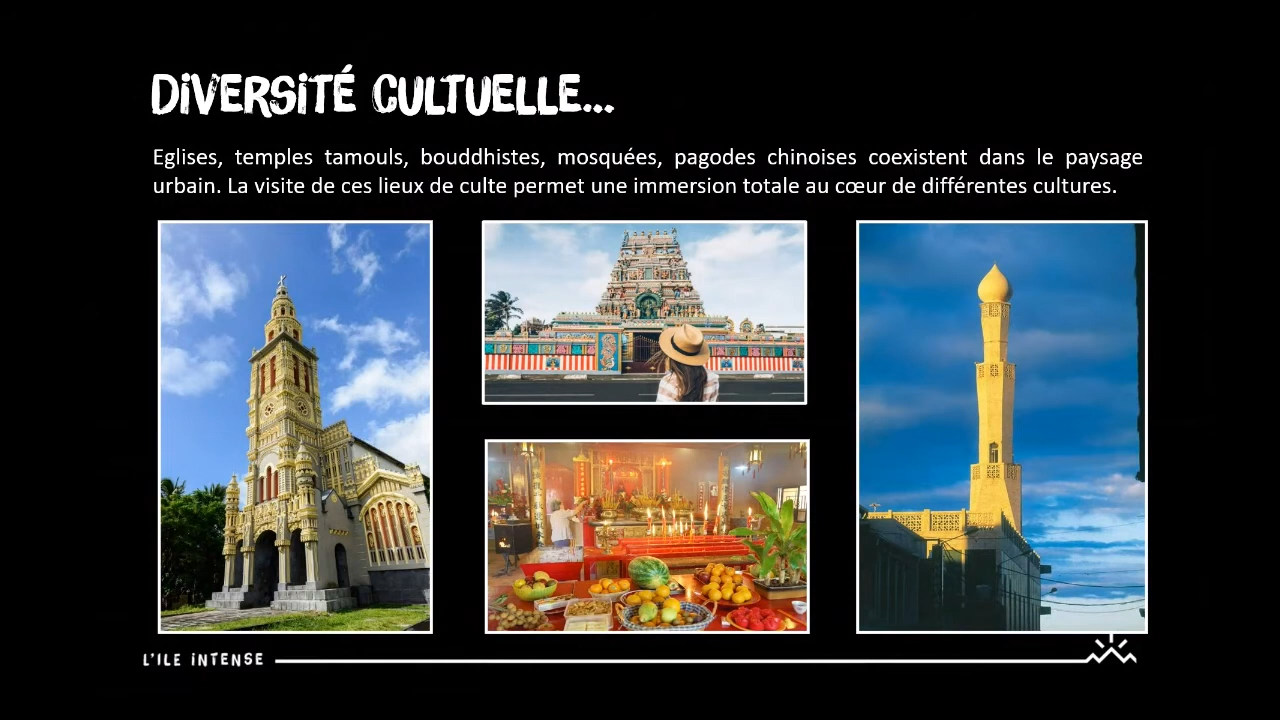 DiVERSiTÉ CULTUELLE...
Eglises, temples tamouls, bouddhistes, mosquées, pagodes chinoises coexistent dans le paysage
urbain. La visite de ces lieux de culte permet une immersion totale au cœur de différentes cultures.
L'ILE iNTENSE